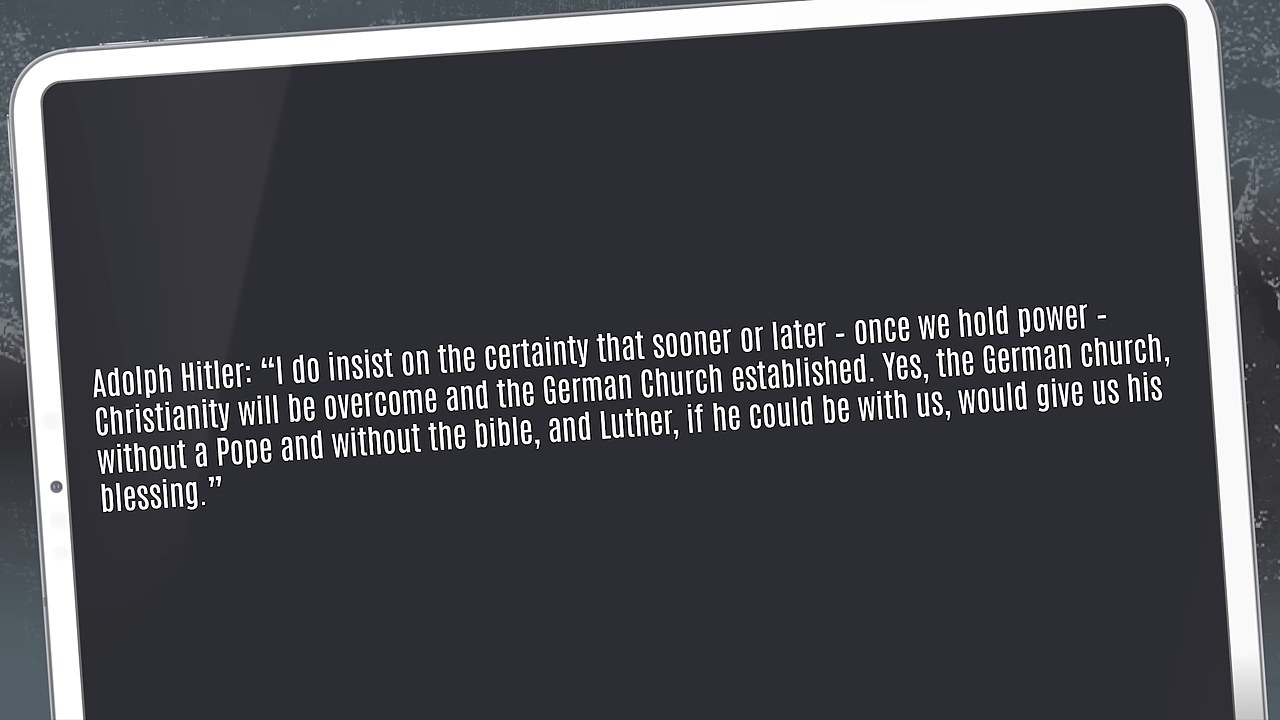 Adolph Hitler: “I do insist on the certainty that sooner or later – once we hold power –
Christianity will be overcome and the German Church established. Yes, the German church,
without a Pope and without the bible, and Luther, if he could be with us, would give us his
blessing.”